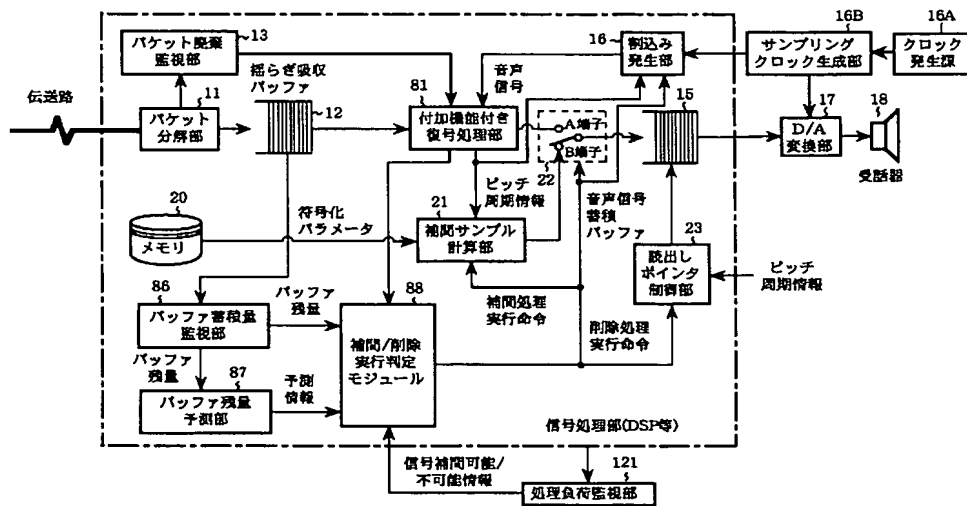 パケット廃棄
監視部
13
揺らぎ吸収
バッファ
音声
信号
16
割込み
発生部
16B
サンプリング
クロック生成部
16A
クロック
発生源
伝送路
11
パケット
分解部
12
81
付加機能付き
復号処理部
A端子
B端子
22
15
17
D/A
変換部
18
受話器
20
メモリ
符号化
パラメータ
21
補間サンプル
計算部
ピッチ
周期情報
音声信号
蓄積
バッファ
23
読出し
ポインタ
制御部
ピッチ
周期情報
86
バッファ蓄積量
監視部
バッファ
残量
88
補間/削除
実行判定
モジュール
補間処理
実行命令
削除処理
実行命令
バッファ
残量
87
バッファ残量
予測部
予測
情報
信号処理部(DSP等)
信号補間可能/
不可能情報
121
処理負荷監視部